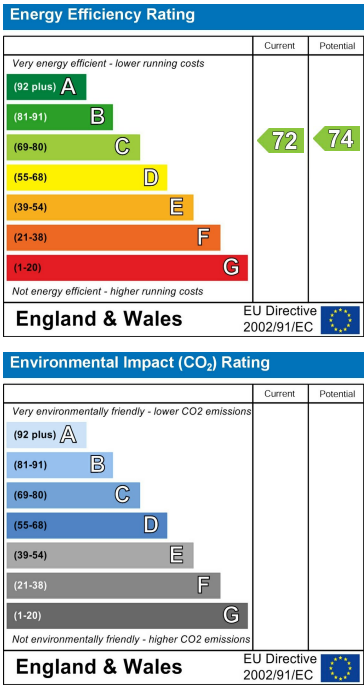 Energy Efficiency Rating
Current Potential
Very energy efficient - lower running costs
(92 plus) A
(81-91) B
(69-80) C
72 74
(55-68) D
(39-54) E
(21-38) F
(1-20) G
Not energy efficient - higher running costs
England & Wales
EU Directive
2002/91/EC
Environmental Impact (CO₂) Rating
Current Potential
Very environmentally friendly - lower CO2 emissions
(92 plus) A
(81-91) B
(69-80) C
(55-68) D
(39-54) E
(21-38) F
(1-20) G
Not environmentally friendly - higher CO2 emissions
England & Wales
EU Directive
2002/91/EC